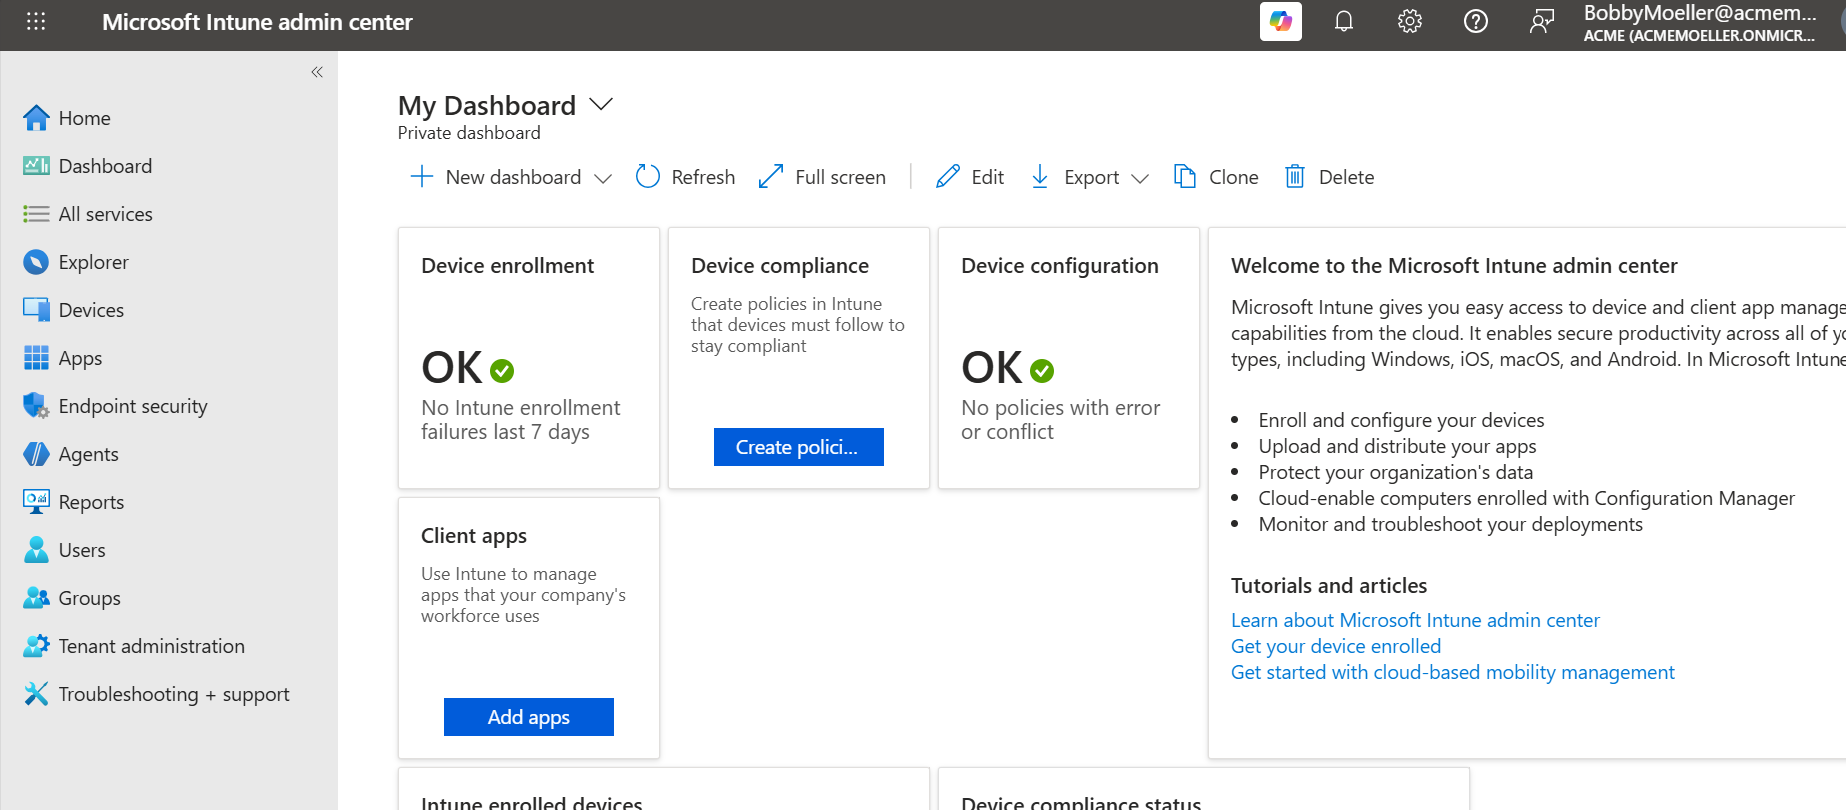 Microsoft Intune admin center
BobbyMoeller@acmem...
ACME (ACMEMOELLER.ONMICR...
Home
Dashboard
All services
Explorer
Devices
Apps
Endpoint security
Agents
Reports
Users
Groups
Tenant administration
Troubleshooting + support
My Dashboard
Private dashboard
New dashboard
Refresh
Full screen
Edit
Export
Clone
Delete
Device enrollment
OK
No Intune enrollment
failures last 7 days
Device compliance
Create policies in Intune
that devices must follow to
stay compliant
Create polici...
Device configuration
OK
No policies with error
or conflict
Welcome to the Microsoft Intune admin center
Microsoft Intune gives you easy access to device and client app manage
capabilities from the cloud. It enables secure productivity across all of yo
types, including Windows, iOS, macOS, and Android. In Microsoft Intune
• Enroll and configure your devices
• Upload and distribute your apps
• Protect your organization's data
• Cloud-enable computers enrolled with Configuration Manager
• Monitor and troubleshoot your deployments
Tutorials and articles
Learn about Microsoft Intune admin center
Get your device enrolled
Get started with cloud-based mobility management
Client apps
Use Intune to manage
apps that your company's
workforce uses
Add apps
Intune enrolled devices
Device compliance status